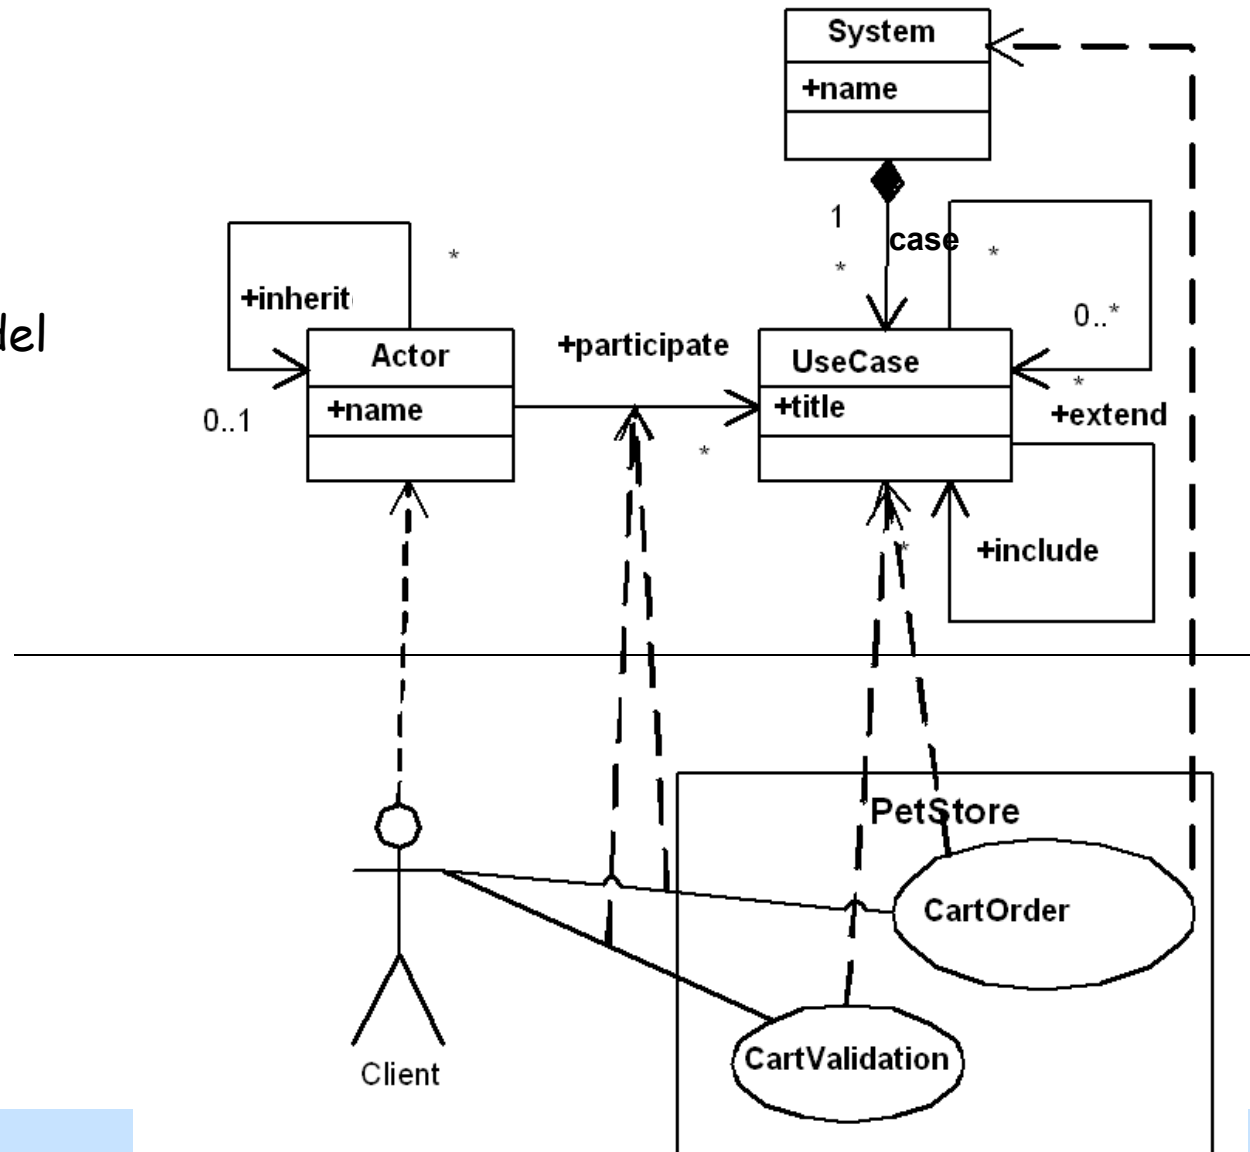 System
+name
1
case
*
*
*
+inherit
0..*
del
+participate
Actor
UseCase
*
+name
+title
+extend
0..1
*
*
+include
PetStore
CartOrder
CartValidation
Client